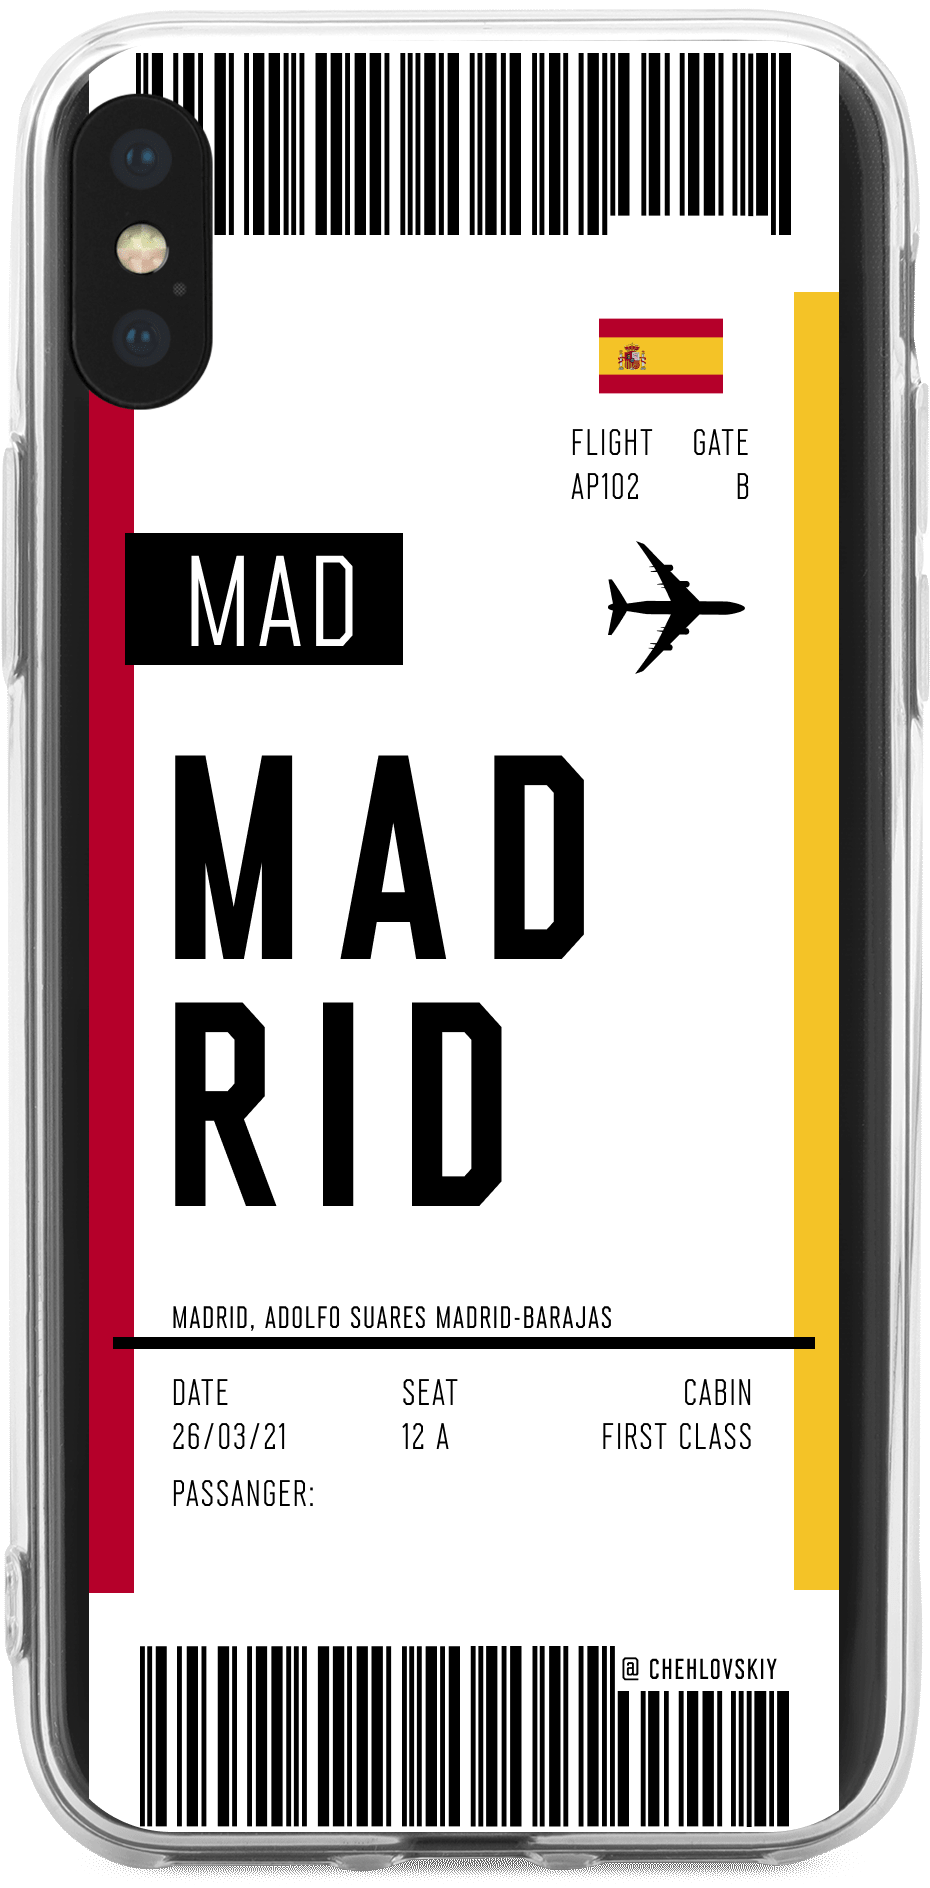 FLIGHT GATE
AP102 B
MAD
MAD
RID
MADRID, ADOLFO SUARES MADRID-BARAJAS
DATE SEAT CABIN
26/03/21 12 A FIRST CLASS
PASSANGER:
@ CHEHLOVSKIY